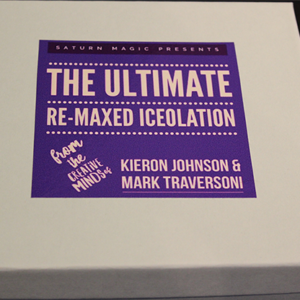 SATURN MAGIC PRESENTS
THE ULTIMATE
RE-MAXED ICEOLATION
from
the
CREATIVE
MINDS of
KIERON JOHNSON &
MARK TRAVERSONI